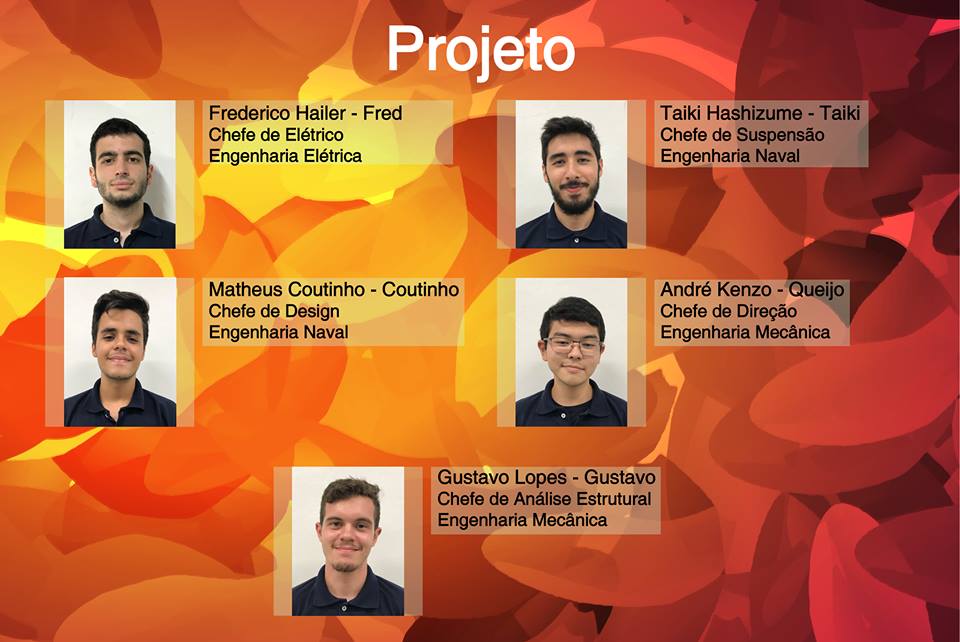 Projeto
Frederico Hailer - Fred
Chefe de Elétrico
Engenharia Elétrica
Taiki Hashizume - Taiki
Chefe de Suspensão
Engenharia Naval
Matheus Coutinho - Coutinho
Chefe de Design
Engenharia Naval
André Kenzo - Queijo
Chefe de Direção
Engenharia Mecânica
Gustavo Lopes - Gustavo
Chefe de Análise Estrutural
Engenharia Mecânica